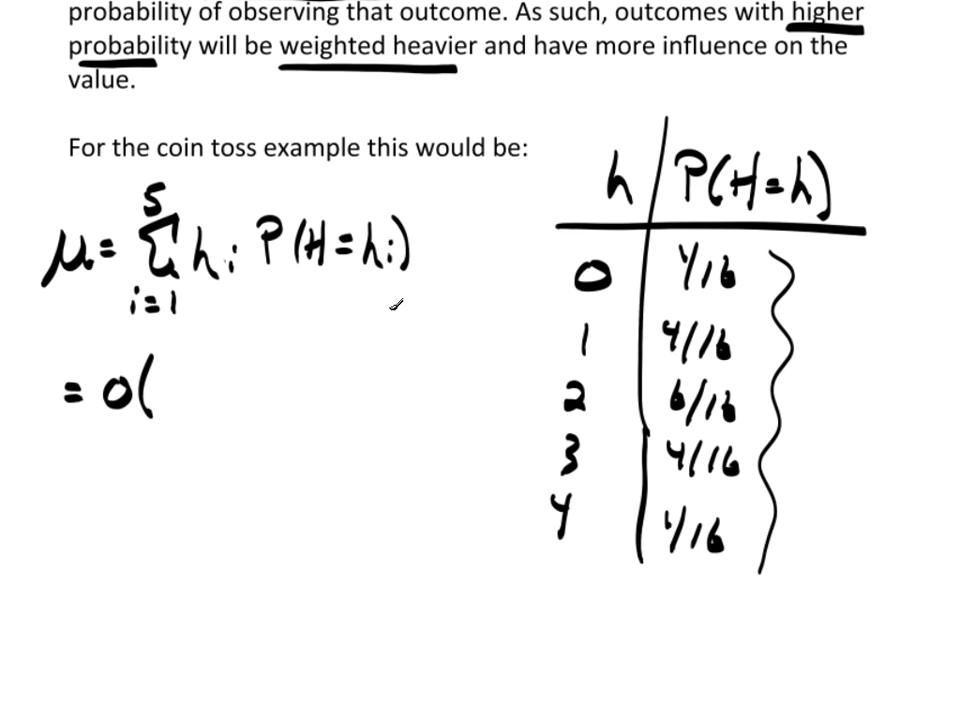 probability of observing that outcome. As such, outcomes with higher
probability will be weighted heavier and have more influence on the
value.
For the coin toss example this would be:
μ = 5 Σ i=1 hi P(H=hi)
= 0(
h P(H=h)
0 1/16
1 4/16
2 6/16
3 4/16
4 1/16